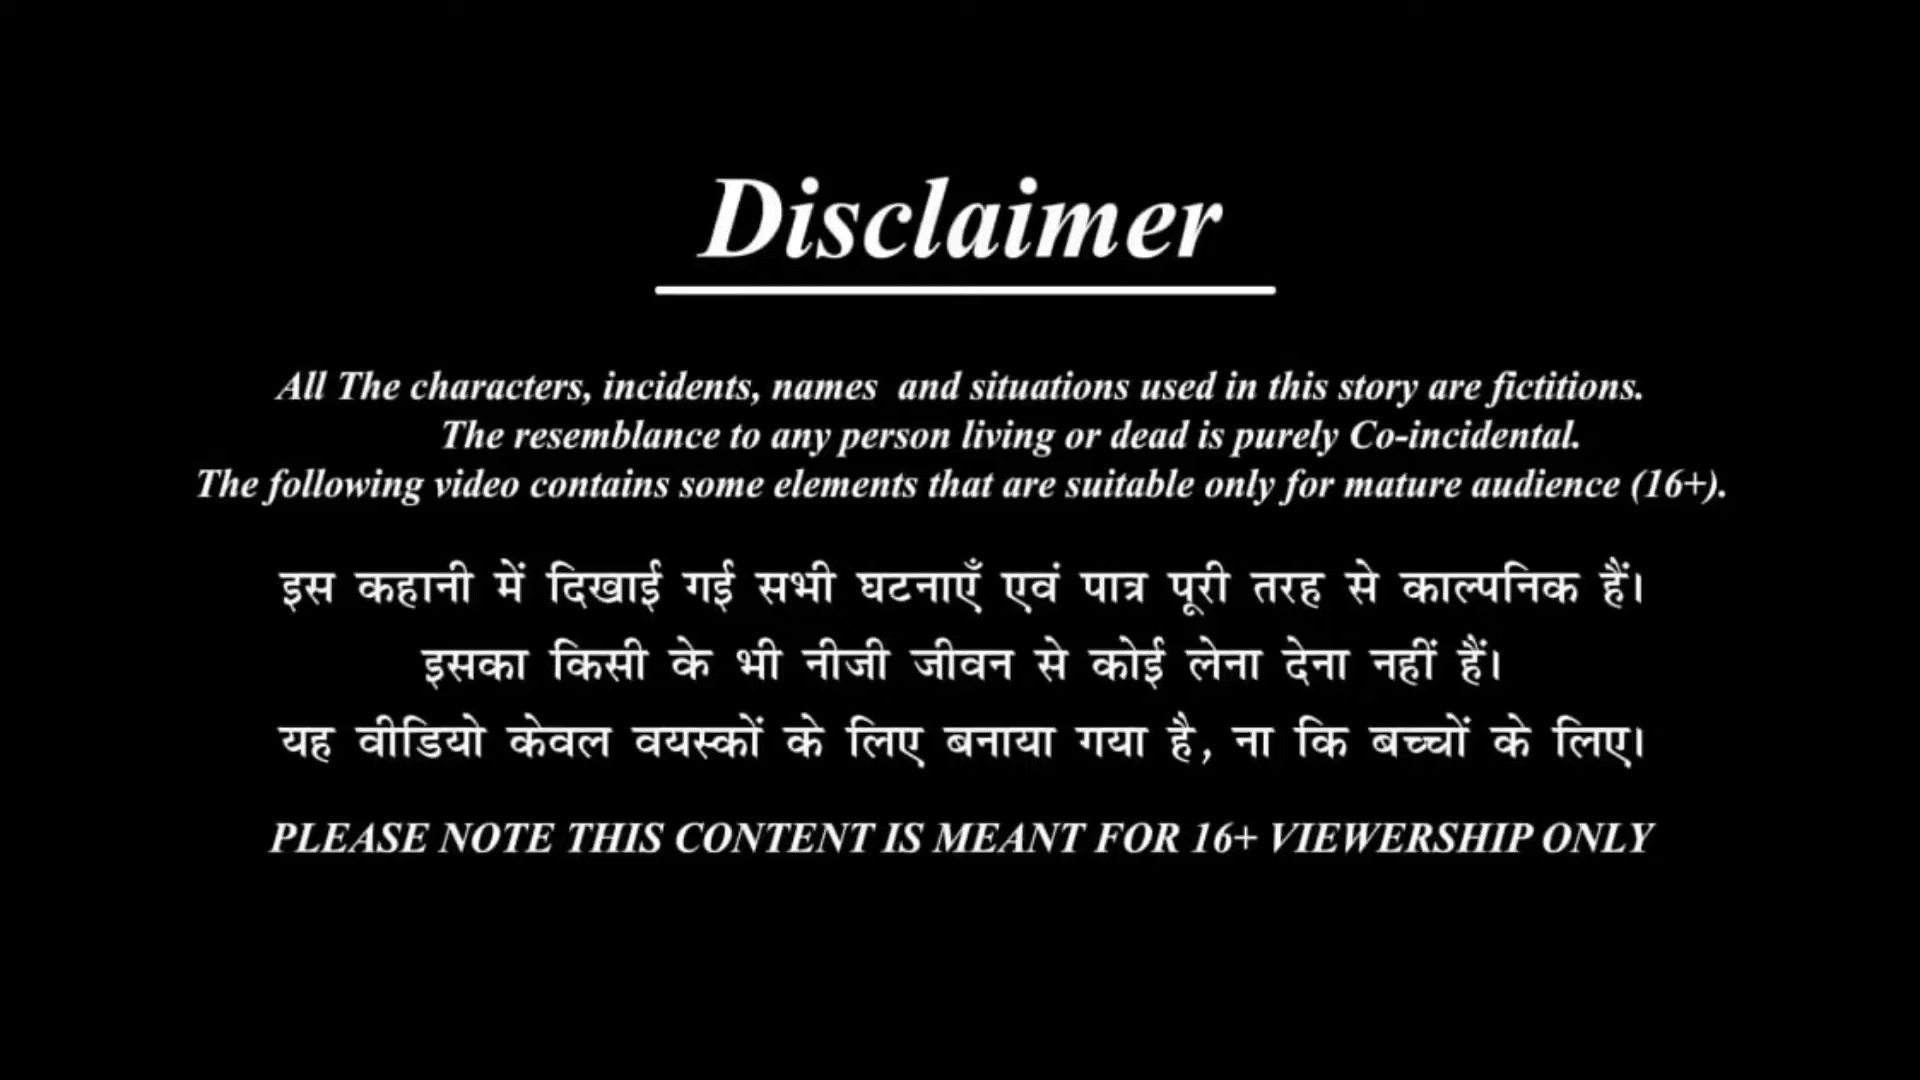 Disclaimer
All The characters, incidents, names and situations used in this story are fictitions.
The resemblance to any person living or dead is purely Co-incidental.
The following video contains some elements that are suitable only for mature audience (16+).
इस कहानी में दिखाई गई सभी घटनाएँ एवं पात्र पूरी तरह से काल्पनिक हैं।
इसका किसी के भी नीजी जीवन से कोई लेना देना नहीं हैं।
यह वीडियो केवल वयस्कों के लिए बनाया गया है, ना कि बच्चों के लिए।
PLEASE NOTE THIS CONTENT IS MEANT FOR 16+ VIEWERSHIP ONLY